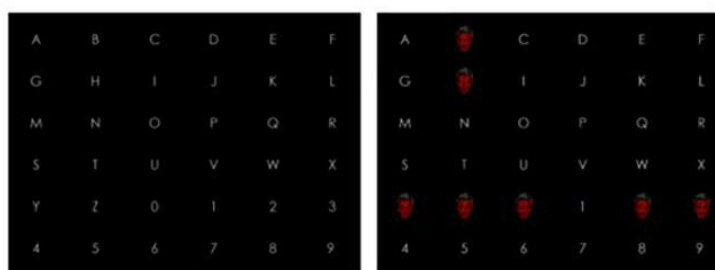 A B C D E F
G H I J K L
M N O P Q R
S T U V W X
Y Z 0 1 2 3
4 5 6 7 8 9
A C D E F
G I J K L
M N O P Q R
S T U V W X
1
4 5 6 7 8 9